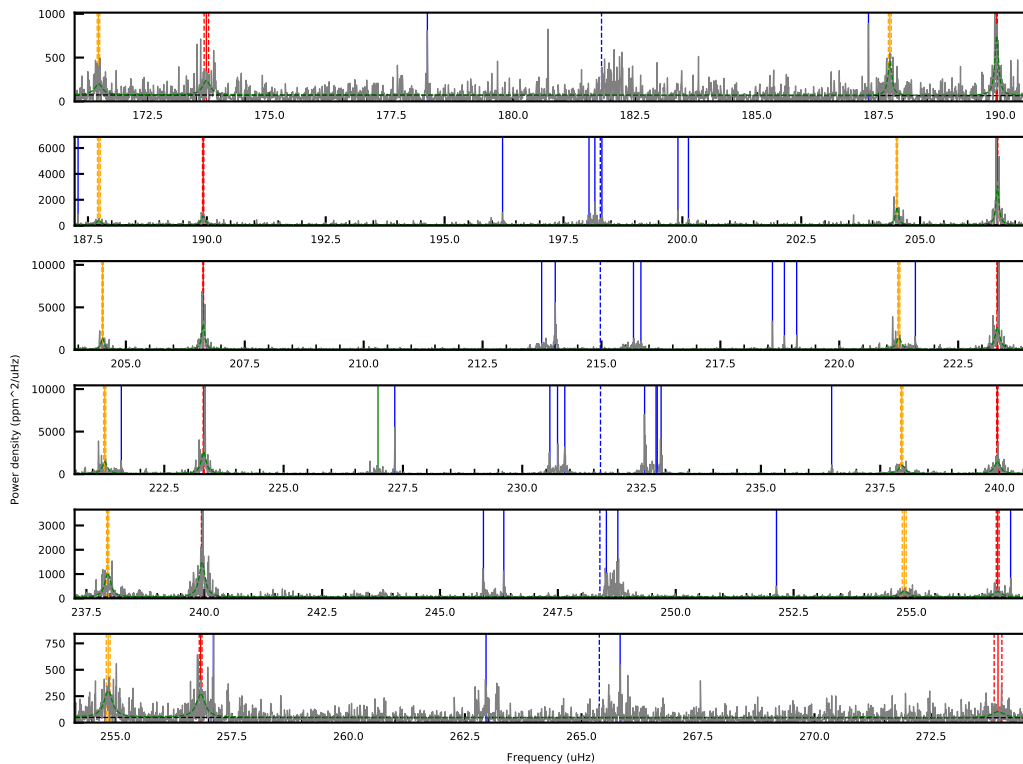 1000
500
0
172.5 175.0 177.5 180.0 182.5 185.0 187.5 190.0
6000
4000
2000
0
187.5 190.0 192.5 195.0 197.5 200.0 202.5 205.0
10000
5000
0
205.0 207.5 210.0 212.5 215.0 217.5 220.0 222.5
Power density (ppm^2/uHz)
10000
5000
0
222.5 225.0 227.5 230.0 232.5 235.0 237.5 240.0
3000
2000
1000
0
237.5 240.0 242.5 245.0 247.5 250.0 252.5 255.0
750
500
250
0
255.0 257.5 260.0 262.5 265.0 267.5 270.0 272.5
Frequency (uHz)